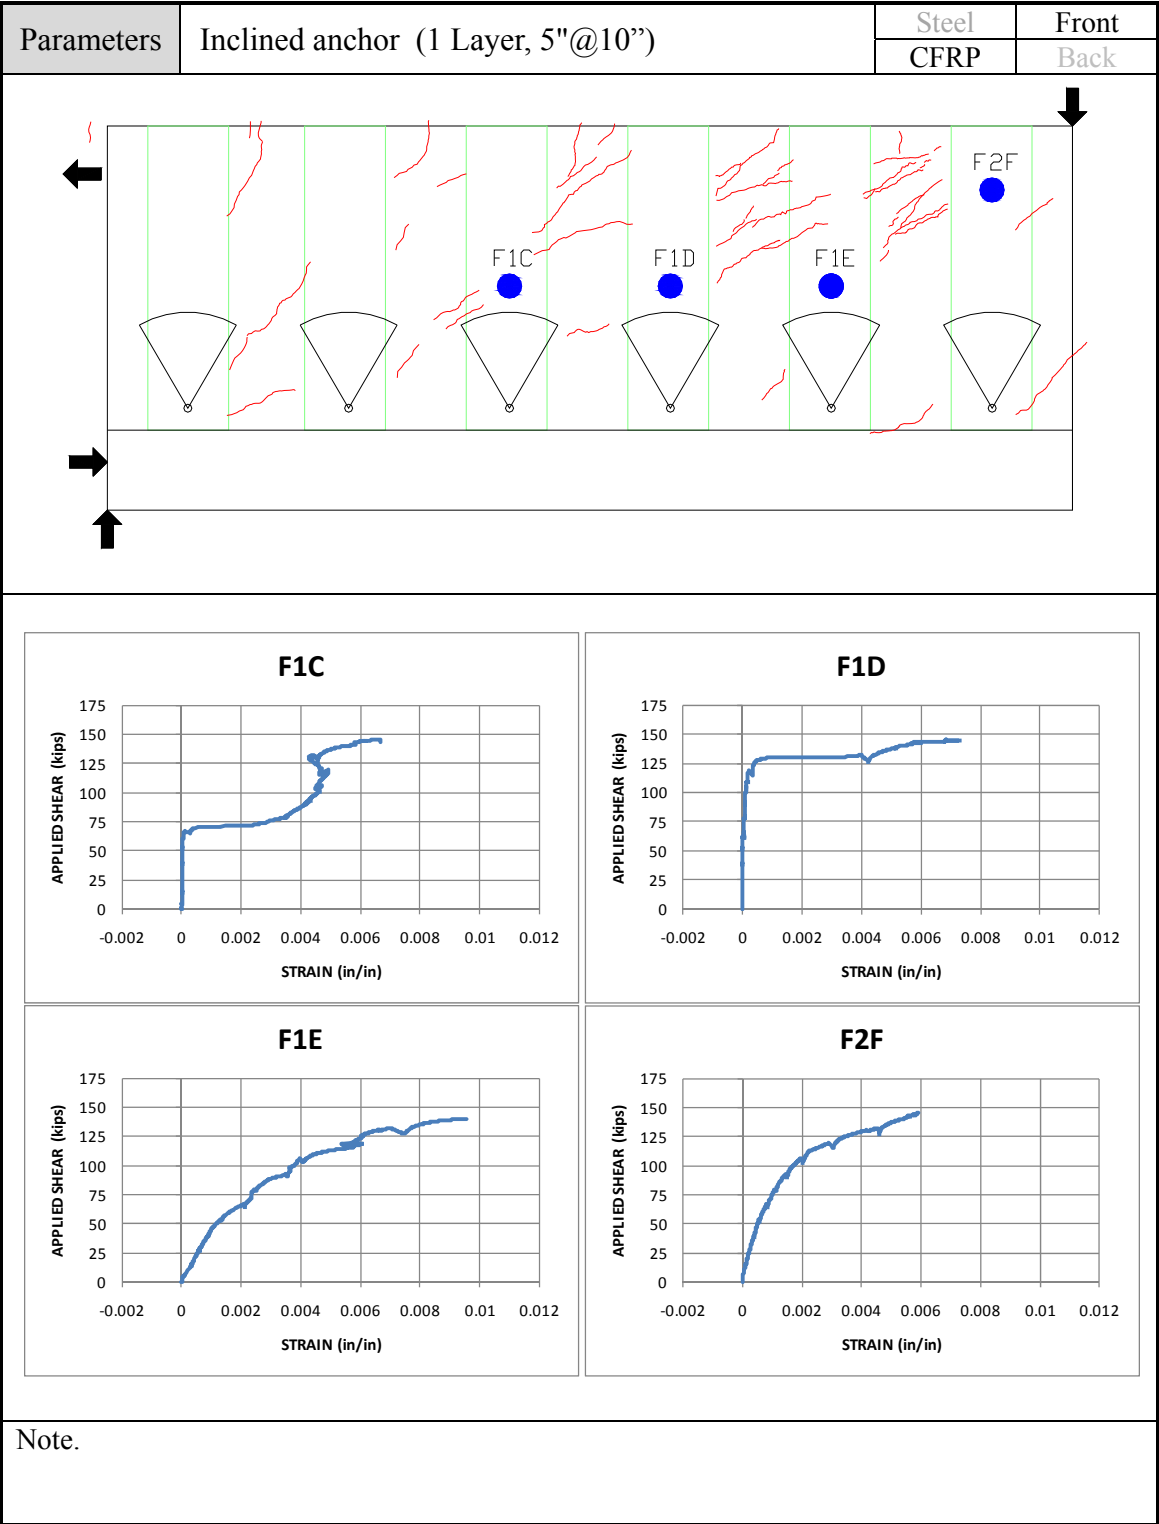 Parameters Inclined anchor (1 Layer, 5"@10”) Steel Front
CFRP Back
F2F
F1C F1D F1E
F1C
175
150
125
100
75
50
25
0
-0.002 0 0.002 0.004 0.006 0.008 0.01 0.012
APPLIED SHEAR (kips)
STRAIN (in/in)
F1D
175
150
125
100
75
50
25
0
-0.002 0 0.002 0.004 0.006 0.008 0.01 0.012
APPLIED SHEAR (kips)
STRAIN (in/in)
F1E
175
150
125
100
75
50
25
0
-0.002 0 0.002 0.004 0.006 0.008 0.01 0.012
APPLIED SHEAR (kips)
STRAIN (in/in)
F2F
175
150
125
100
75
50
25
0
-0.002 0 0.002 0.004 0.006 0.008 0.01 0.012
APPLIED SHEAR (kips)
STRAIN (in/in)
Note.